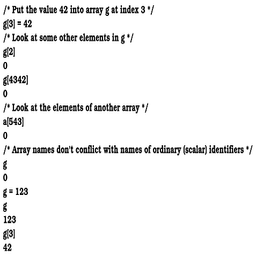 /* Put the value 42 into array g at index 3 */
g[3] = 42
/* Look at some other elements in g */
g[2]
0
g[4342]
0
/* Look at the elements of another array */
a[543]
0
/* Array names don't conflict with names of ordinary (scalar) identifiers */
g
0
g = 123
g
123
g[3]
42